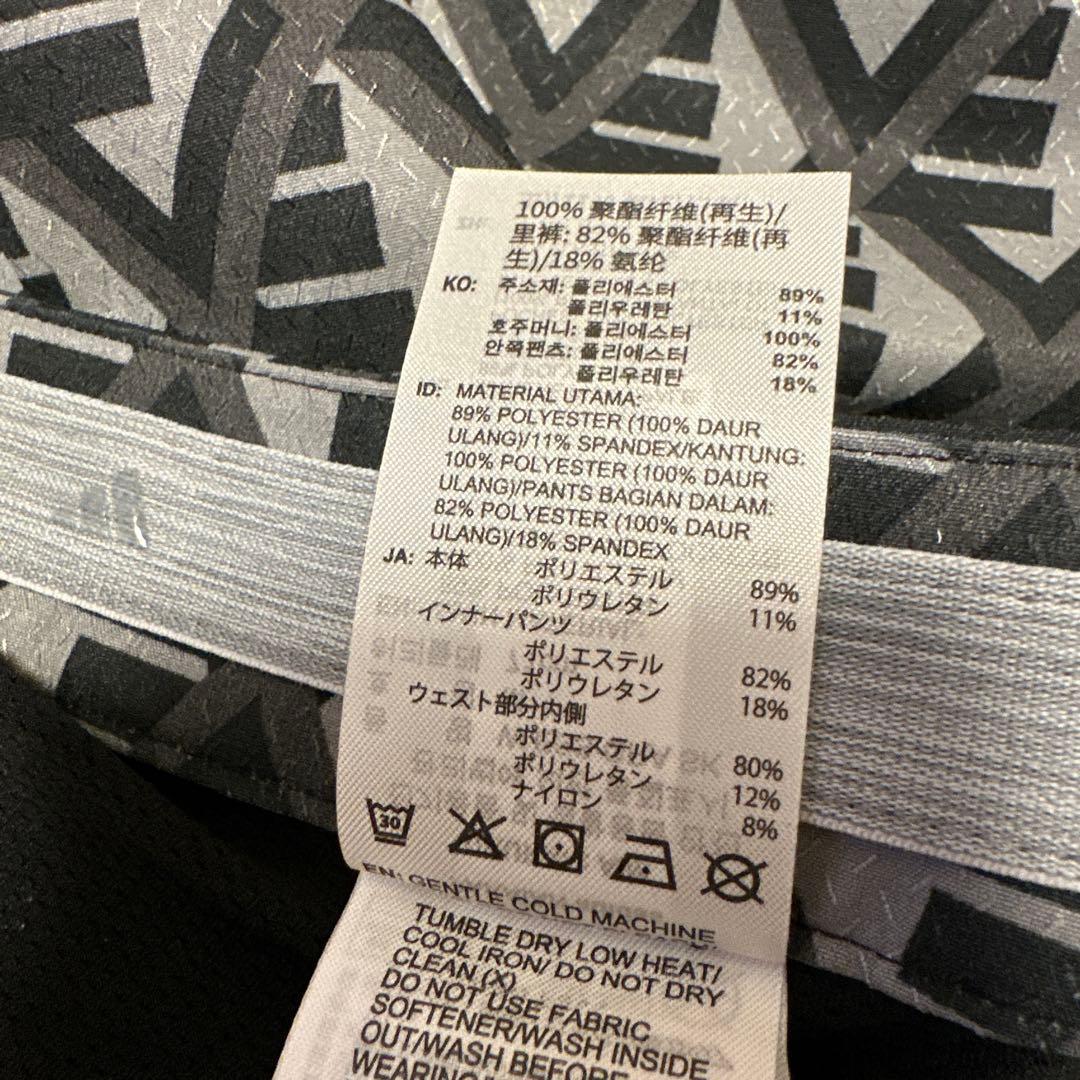 100% 聚酯纤维(再生)/
里裤: 82% 聚酯纤维(再
生)/18% 氨纶
KO: 주소재: 폴리에스터 89%
폴리우레탄 11%
호주머니: 폴리에스터 100%
안쪽팬츠: 폴리에스터 82%
폴리우레탄 18%
ID: MATERIAL UTAMA:
89% POLYESTER (100% DAUR
ULANG)/11% SPANDEX/KANTUNG:
100% POLYESTER (100% DAUR
ULANG)/PANTS BAGIAN DALAM:
82% POLYESTER (100% DAUR
ULANG)/18% SPANDEX
JA: 本体 ポリエステル 89%
ポリウレタン 11%
インナーパンツ
ポリエステル 82%
ポリウレタン 18%
ウェスト部分内側
ポリエステル 80%
ポリウレタン 12%
ナイロン 8%
30
EN: GENTLE COLD MACHINE
TUMBLE DRY LOW HEAT/
COOL IRON/ DO NOT DRY
CLEAN (X)
DO NOT USE FABRIC
SOFTENER/WASH INSIDE
OUT/WASH BEFORE
WEARING